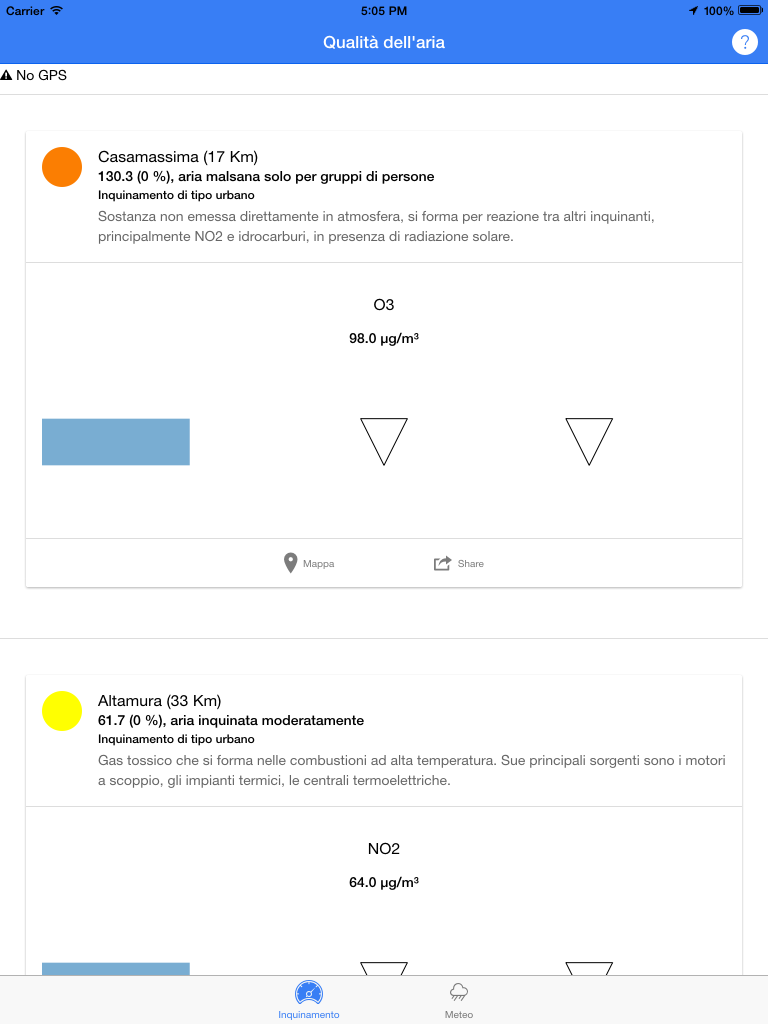 Carrier 5:05 PM 100%
Qualità dell'aria ?
No GPS
Casamassima (17 Km)
130.3 (0 %), aria malsana solo per gruppi di persone
Inquinamento di tipo urbano
Sostanza non emessa direttamente in atmosfera, si forma per reazione tra altri inquinanti,
principalmente NO2 e idrocarburi, in presenza di radiazione solare.
O3
98.0 µg/m³
Mappa Share
Altamura (33 Km)
61.7 (0 %), aria inquinata moderatamente
Inquinamento di tipo urbano
Gas tossico che si forma nelle combustioni ad alta temperatura. Sue principali sorgenti sono i motori
a scoppio, gli impianti termici, le centrali termoelettriche.
NO2
64.0 µg/m³
Inquinamento Meteo